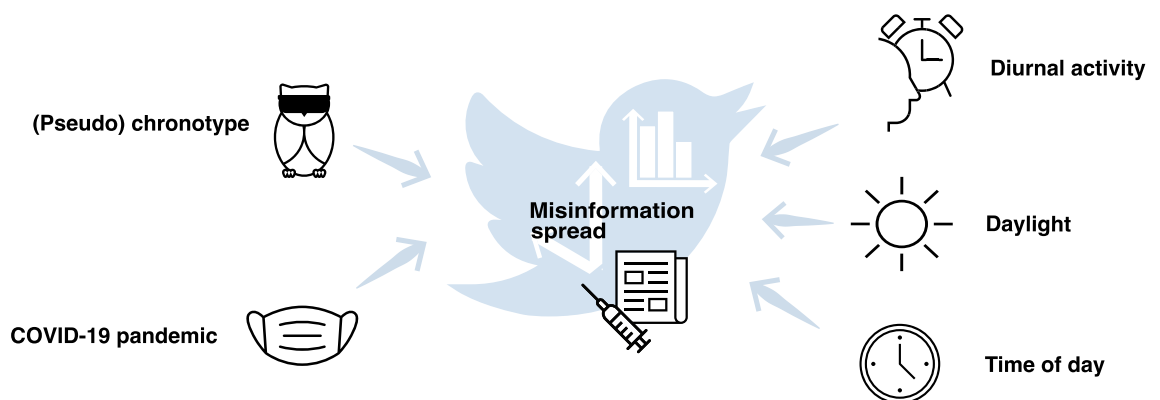 (Pseudo) chronotype
COVID-19 pandemic
Misinformation
spread
Diurnal activity
Daylight
Time of day